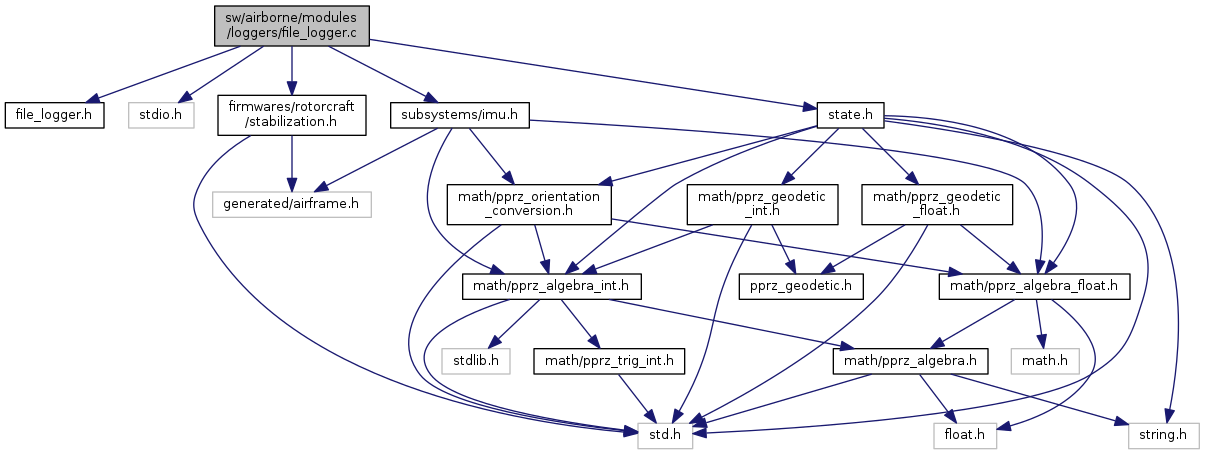 sw/airborne/modules
/loggers/file_logger.c
file_logger.h
stdio.h
firmwares/rotorcraft
/stabilization.h
subsystems/imu.h
state.h
generated/airframe.h
math/pprz_orientation
_conversion.h
math/pprz_geodetic
_int.h
math/pprz_geodetic
_float.h
math/pprz_algebra_int.h
pprz_geodetic.h
math/pprz_algebra_float.h
stdlib.h
math/pprz_trig_int.h
math/pprz_algebra.h
math.h
std.h
float.h
string.h